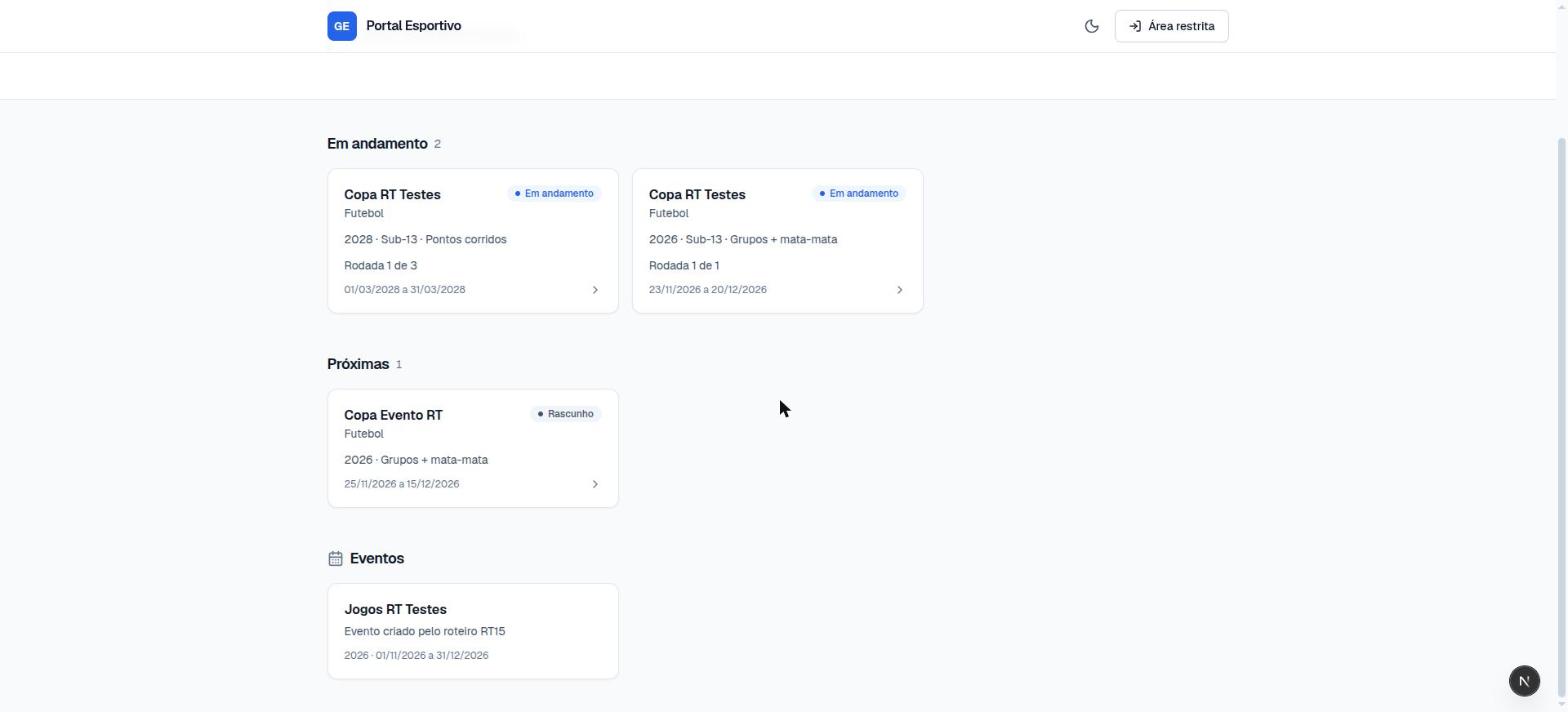 GE Portal Esportivo
Área restrita
Em andamento 2
Copa RT Testes
Em andamento
Futebol
2028 · Sub-13 · Pontos corridos
Rodada 1 de 3
01/03/2028 a 31/03/2028
Copa RT Testes
Em andamento
Futebol
2026 · Sub-13 · Grupos + mata-mata
Rodada 1 de 1
23/11/2026 a 20/12/2026
Próximas 1
Copa Evento RT
Rascunho
Futebol
2026 · Grupos + mata-mata
25/11/2026 a 15/12/2026
Eventos
Jogos RT Testes
Evento criado pelo roteiro RT15
2026 · 01/11/2026 a 31/12/2026
N